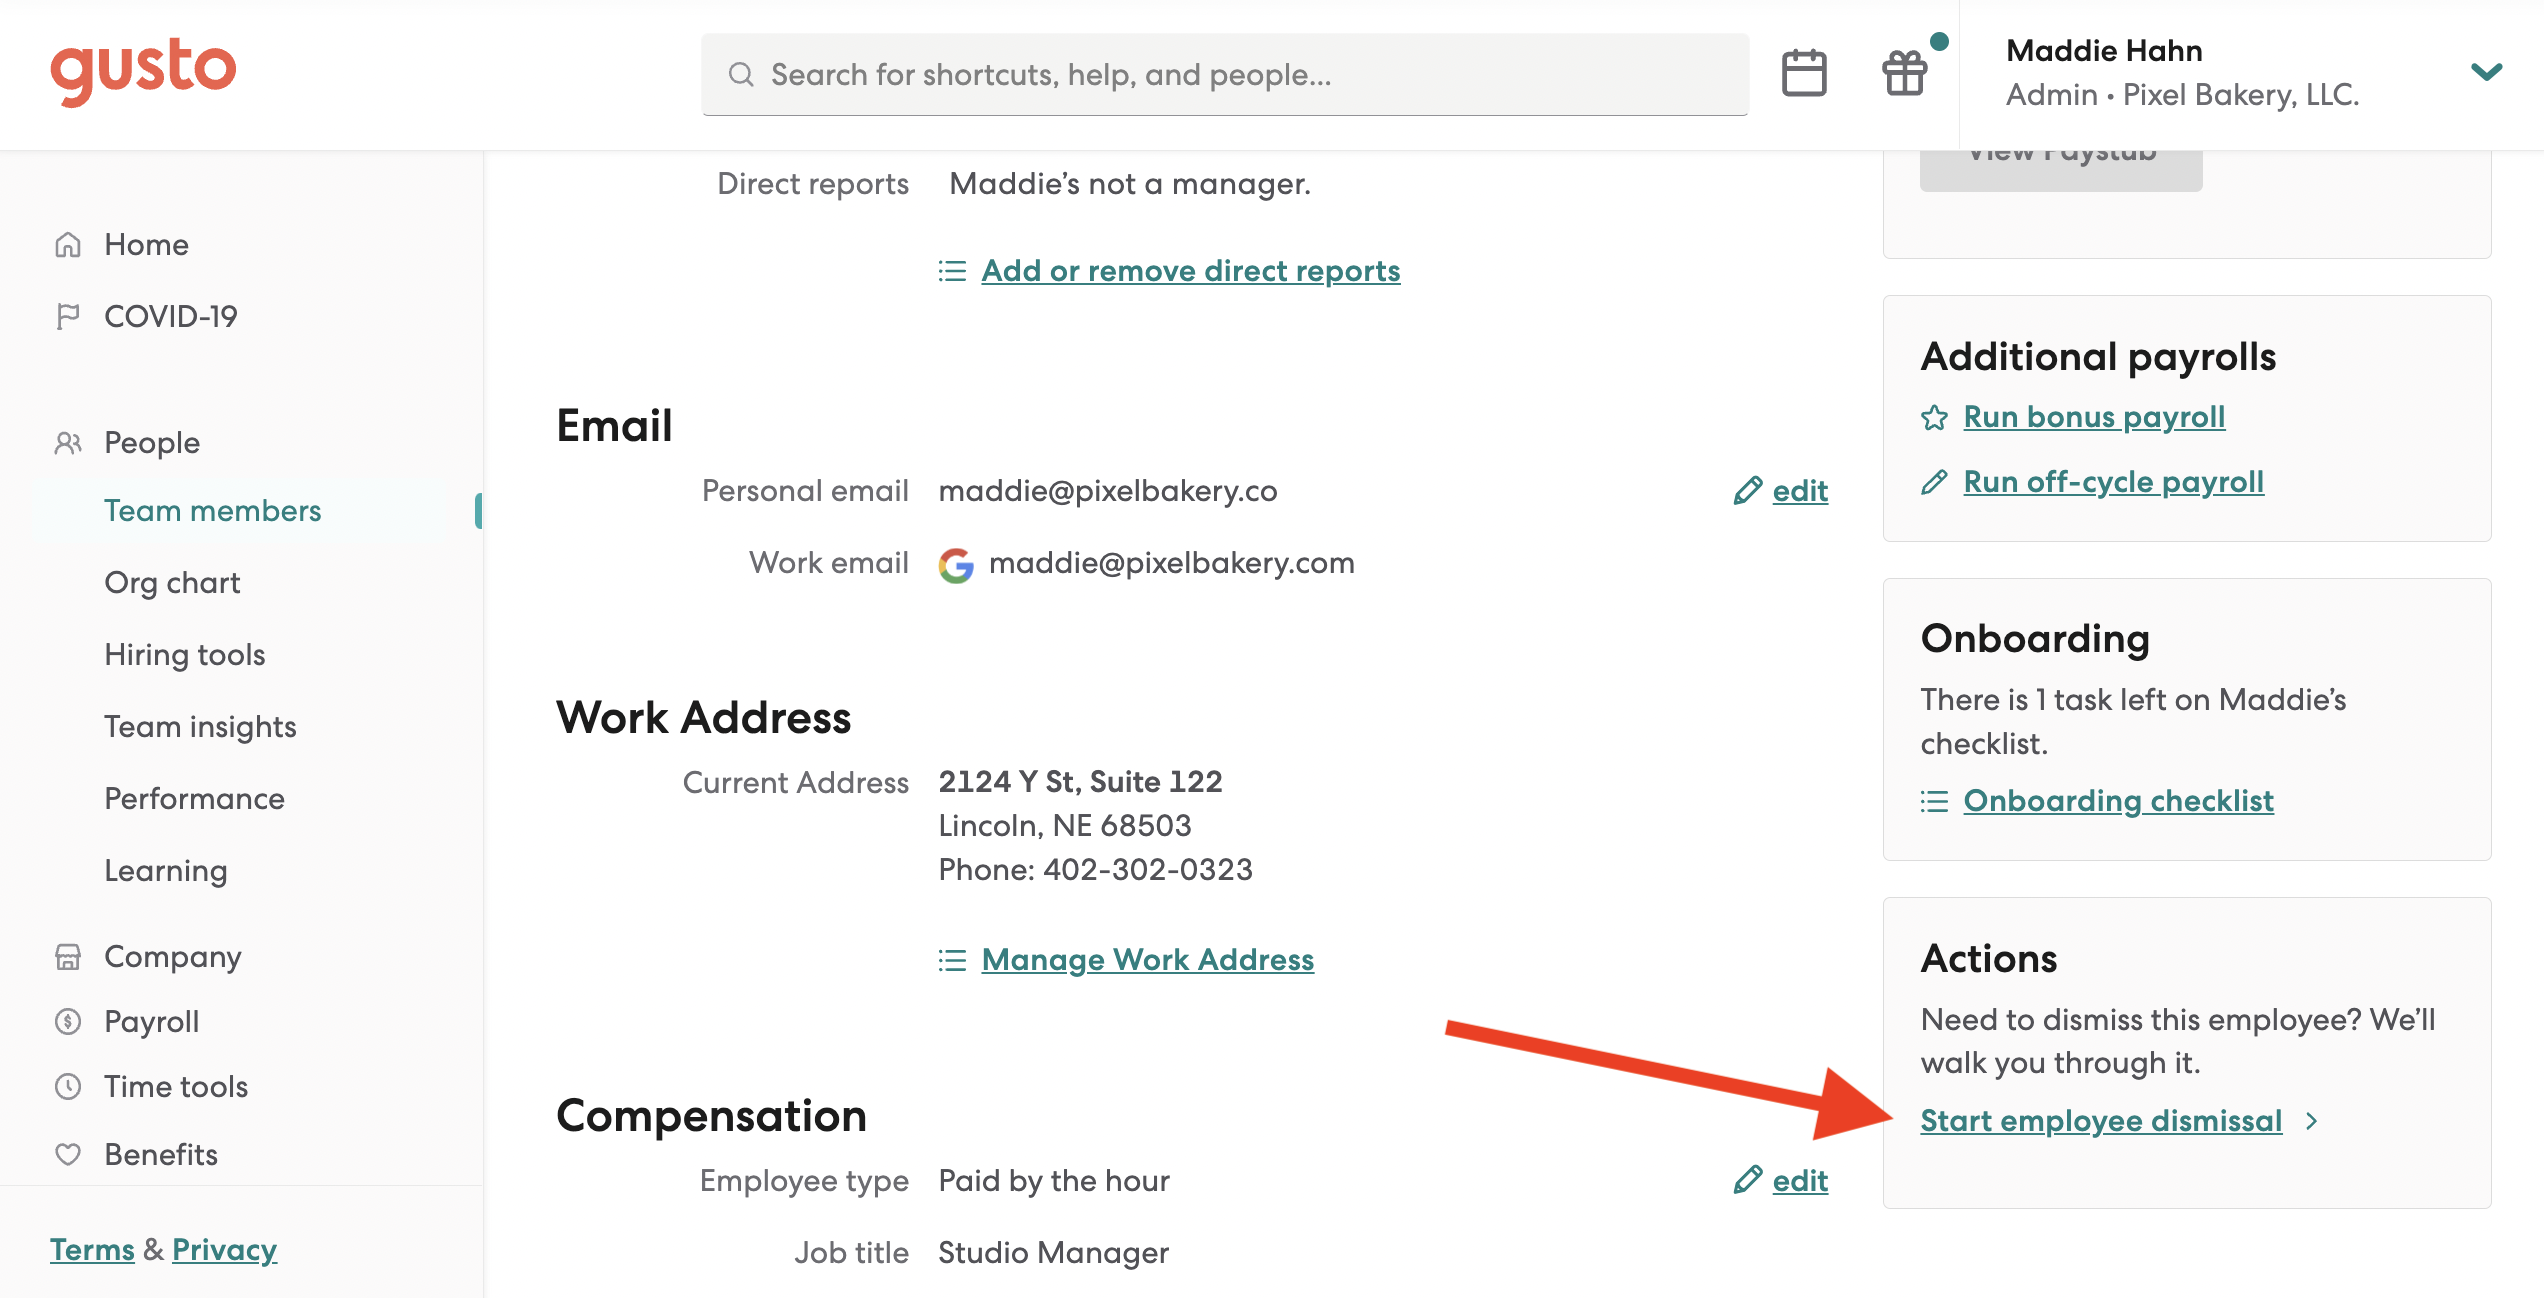 gusto
Search for shortcuts, help, and people...
Maddie Hahn
Admin • Pixel Bakery, LLC.
Home
COVID-19
People
Team members
Org chart
Hiring tools
Team insights
Performance
Learning
Company
Payroll
Time tools
Benefits
Terms & Privacy
Direct reports Maddie's not a manager.
Add or remove direct reports
Email
Personal email maddie@pixelbakery.co edit
Work email maddie@pixelbakery.com
Work Address
Current Address 2124 Y St, Suite 122
Lincoln, NE 68503
Phone: 402-302-0323
Manage Work Address
Compensation
Employee type Paid by the hour edit
Job title Studio Manager
View Paystub
Additional payrolls
Run bonus payroll
Run off-cycle payroll
Onboarding
There is 1 task left on Maddie's
checklist.
Onboarding checklist
Actions
Need to dismiss this employee? We'll
walk you through it.
Start employee dismissal